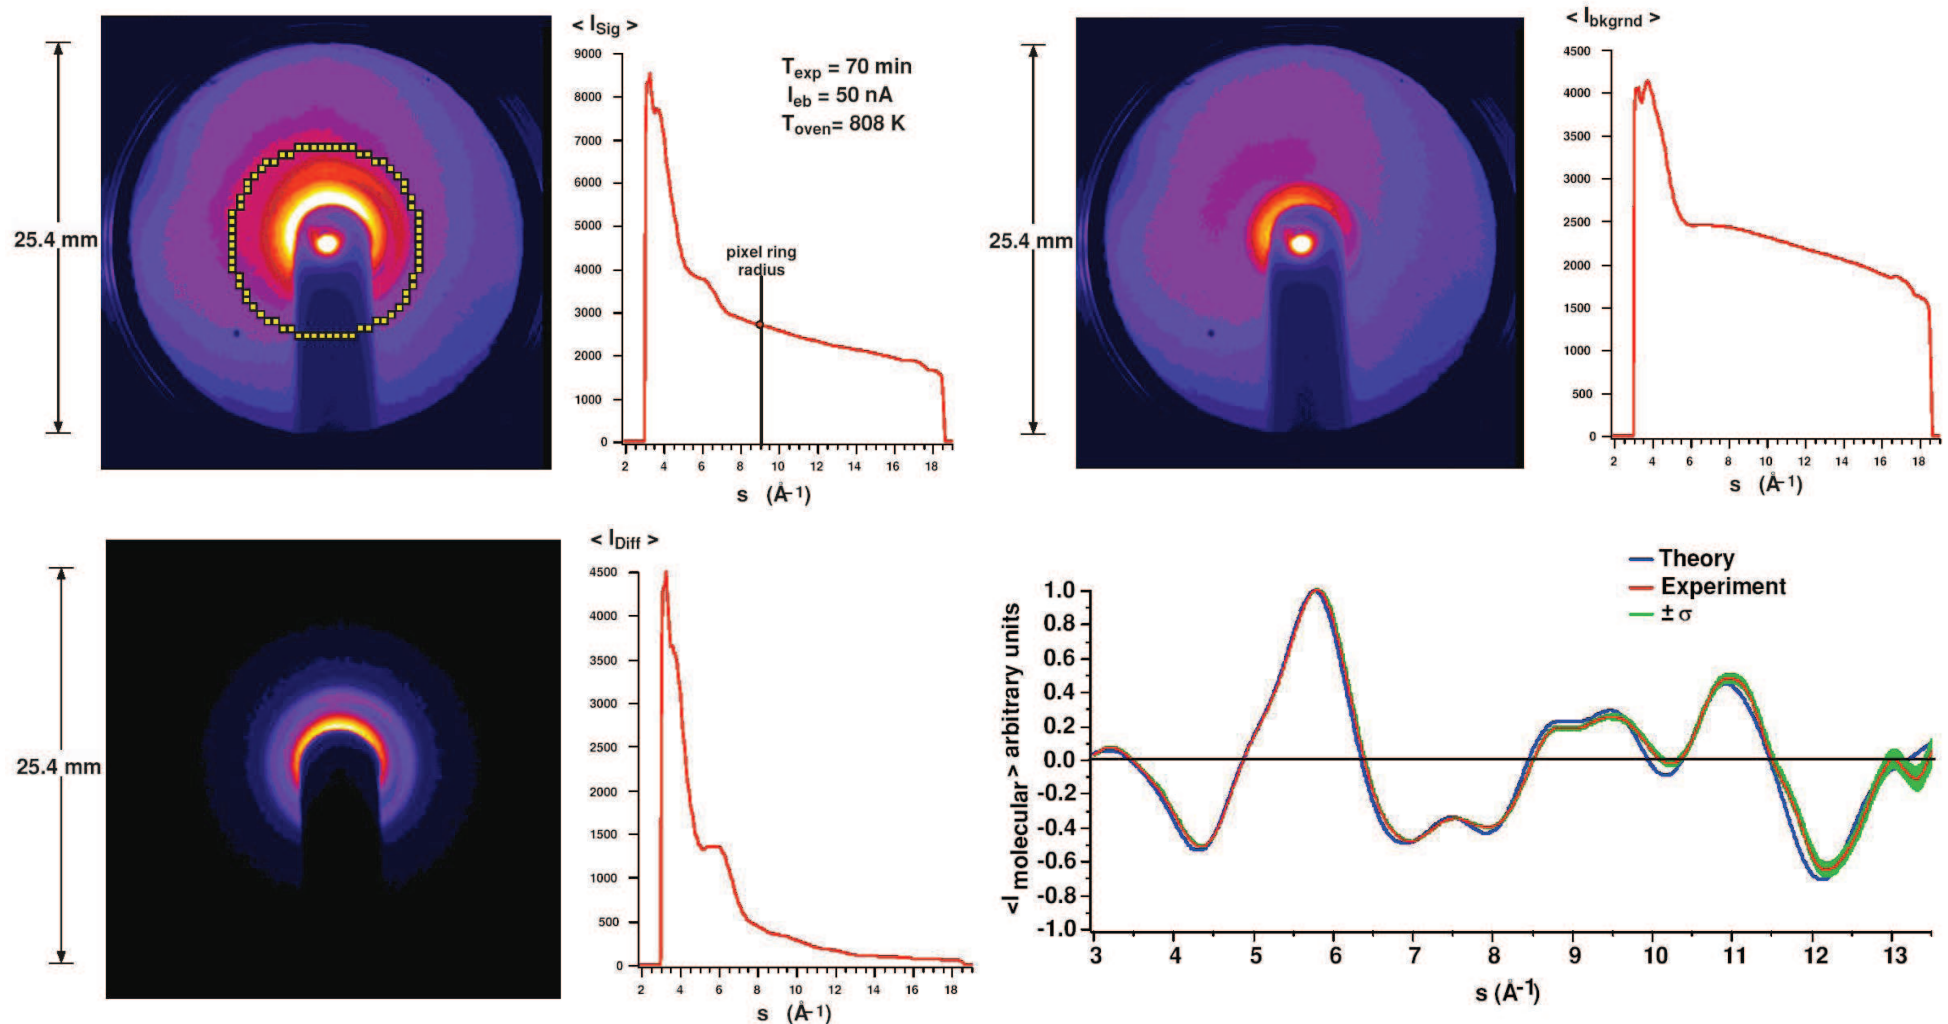 < I_Sig >
25.4 mm
9000
8000
7000
6000
5000
4000
3000
2000
1000
0
T_exp = 70 min
I_eb = 50 nA
T_oven= 808 K
pixel ring
radius
2 4 6 8 10 12 14 16 18
s (Å-1)
< I_bkgrnd >
25.4 mm
4500
4000
3500
3000
2500
2000
1500
1000
500
0
2 4 6 8 10 12 14 16 18
s (Å-1)
< I_Diff >
25.4 mm
4500
4000
3500
3000
2500
2000
1500
1000
500
0
2 4 6 8 10 12 14 16 18
s (Å-1)
Theory
Experiment
± σ
<I_molecular> arbitrary units
1.0
0.8
0.6
0.4
0.2
0.0
-0.2
-0.4
-0.6
-0.8
-1.0
3 4 5 6 7 8 9 10 11 12 13
s (Å-1)